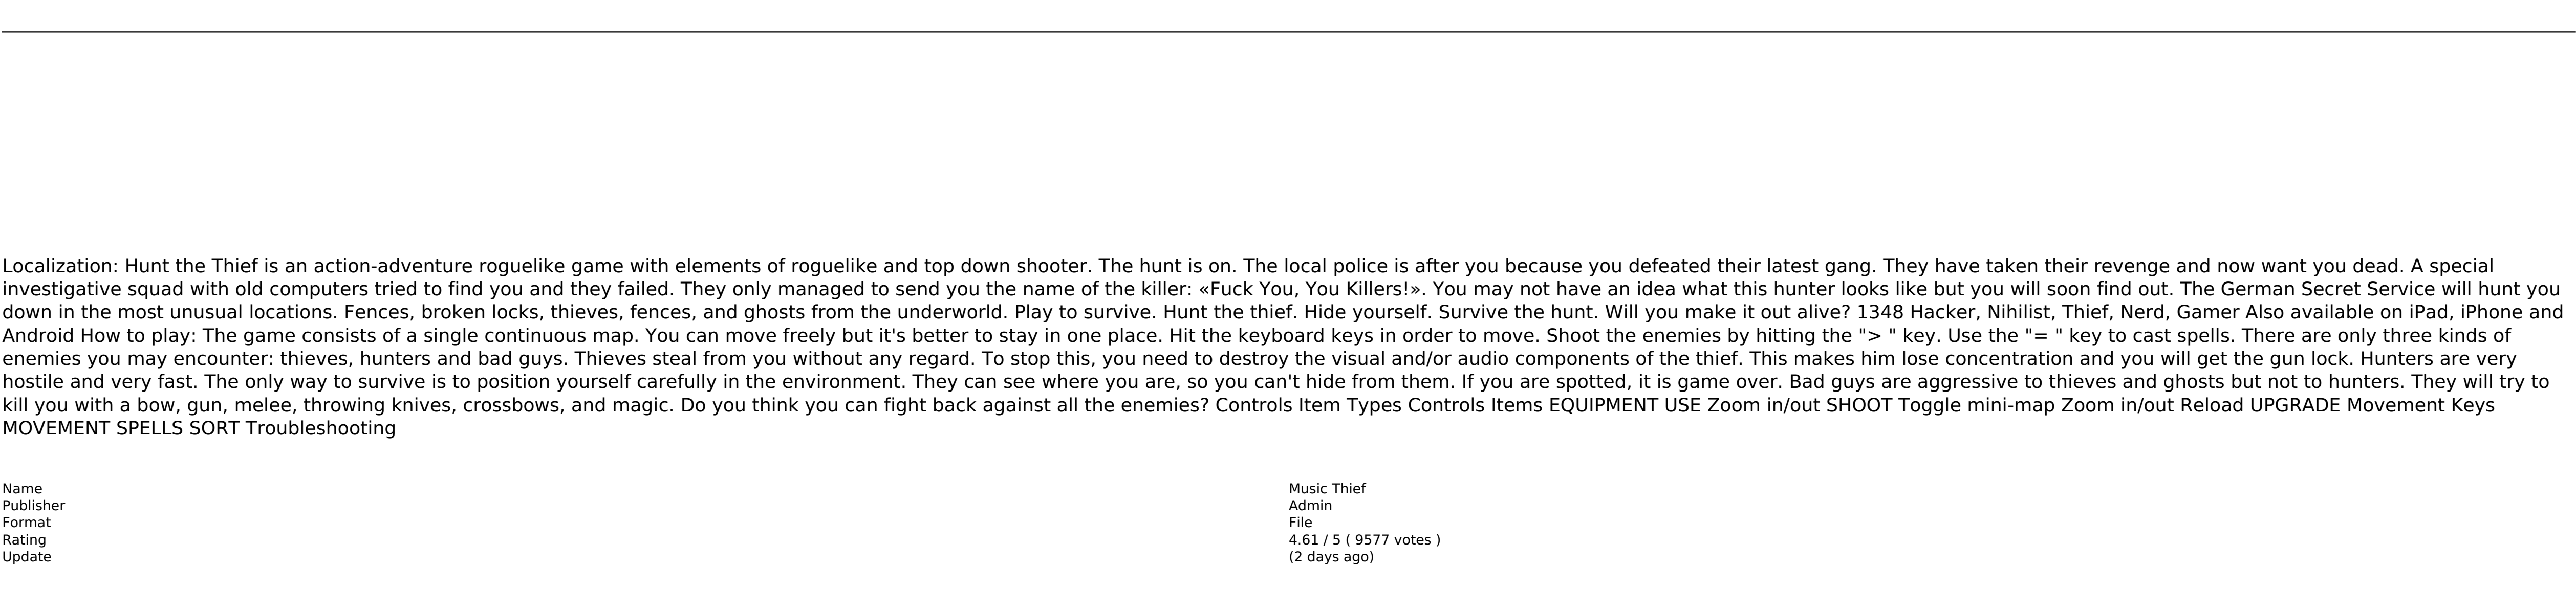 Localization: Hunt the Thief is an action-adventure roguelike game with elements of roguelike and top down shooter. The hunt is on. The local police is after you because you defeated their latest gang. They have taken their revenge and now want you dead. A special
investigative squad with old computers tried to find you and they failed. They only managed to send you the name of the killer: «Fuck You, You Killers!». You may not have an idea what this hunter looks like but you will soon find out. The German Secret Service will hunt you
down in the most unusual locations. Fences, broken locks, thieves, fences, and ghosts from the underworld. Play to survive. Hunt the thief. Hide yourself. Survive the hunt. Will you make it out alive? 1348 Hacker, Nihilist, Thief, Nerd, Gamer Also available on iPad, iPhone and
Android How to play: The game consists of a single continuous map. You can move freely but it's better to stay in one place. Hit the keyboard keys in order to move. Shoot the enemies by hitting the "> " key. Use the "= " key to cast spells. There are only three kinds of
enemies you may encounter: thieves, hunters and bad guys. Thieves steal from you without any regard. To stop this, you need to destroy the visual and/or audio components of the thief. This makes him lose concentration and you will get the gun lock. Hunters are very
hostile and very fast. The only way to survive is to position yourself carefully in the environment. They can see where you are, so you can't hide from them. If you are spotted, it is game over. Bad guys are aggressive to thieves and ghosts but not to hunters. They will try to
kill you with a bow, gun, melee, throwing knives, crossbows, and magic. Do you think you can fight back against all the enemies? Controls Item Types Controls Items EQUIPMENT USE Zoom in/out SHOOT Toggle mini-map Zoom in/out Reload UPGRADE Movement Keys
MOVEMENT SPELLS SORT Troubleshooting
Name Music Thief
Publisher Admin
Format File
Rating 4.61 / 5 ( 9577 votes )
Update (2 days ago)